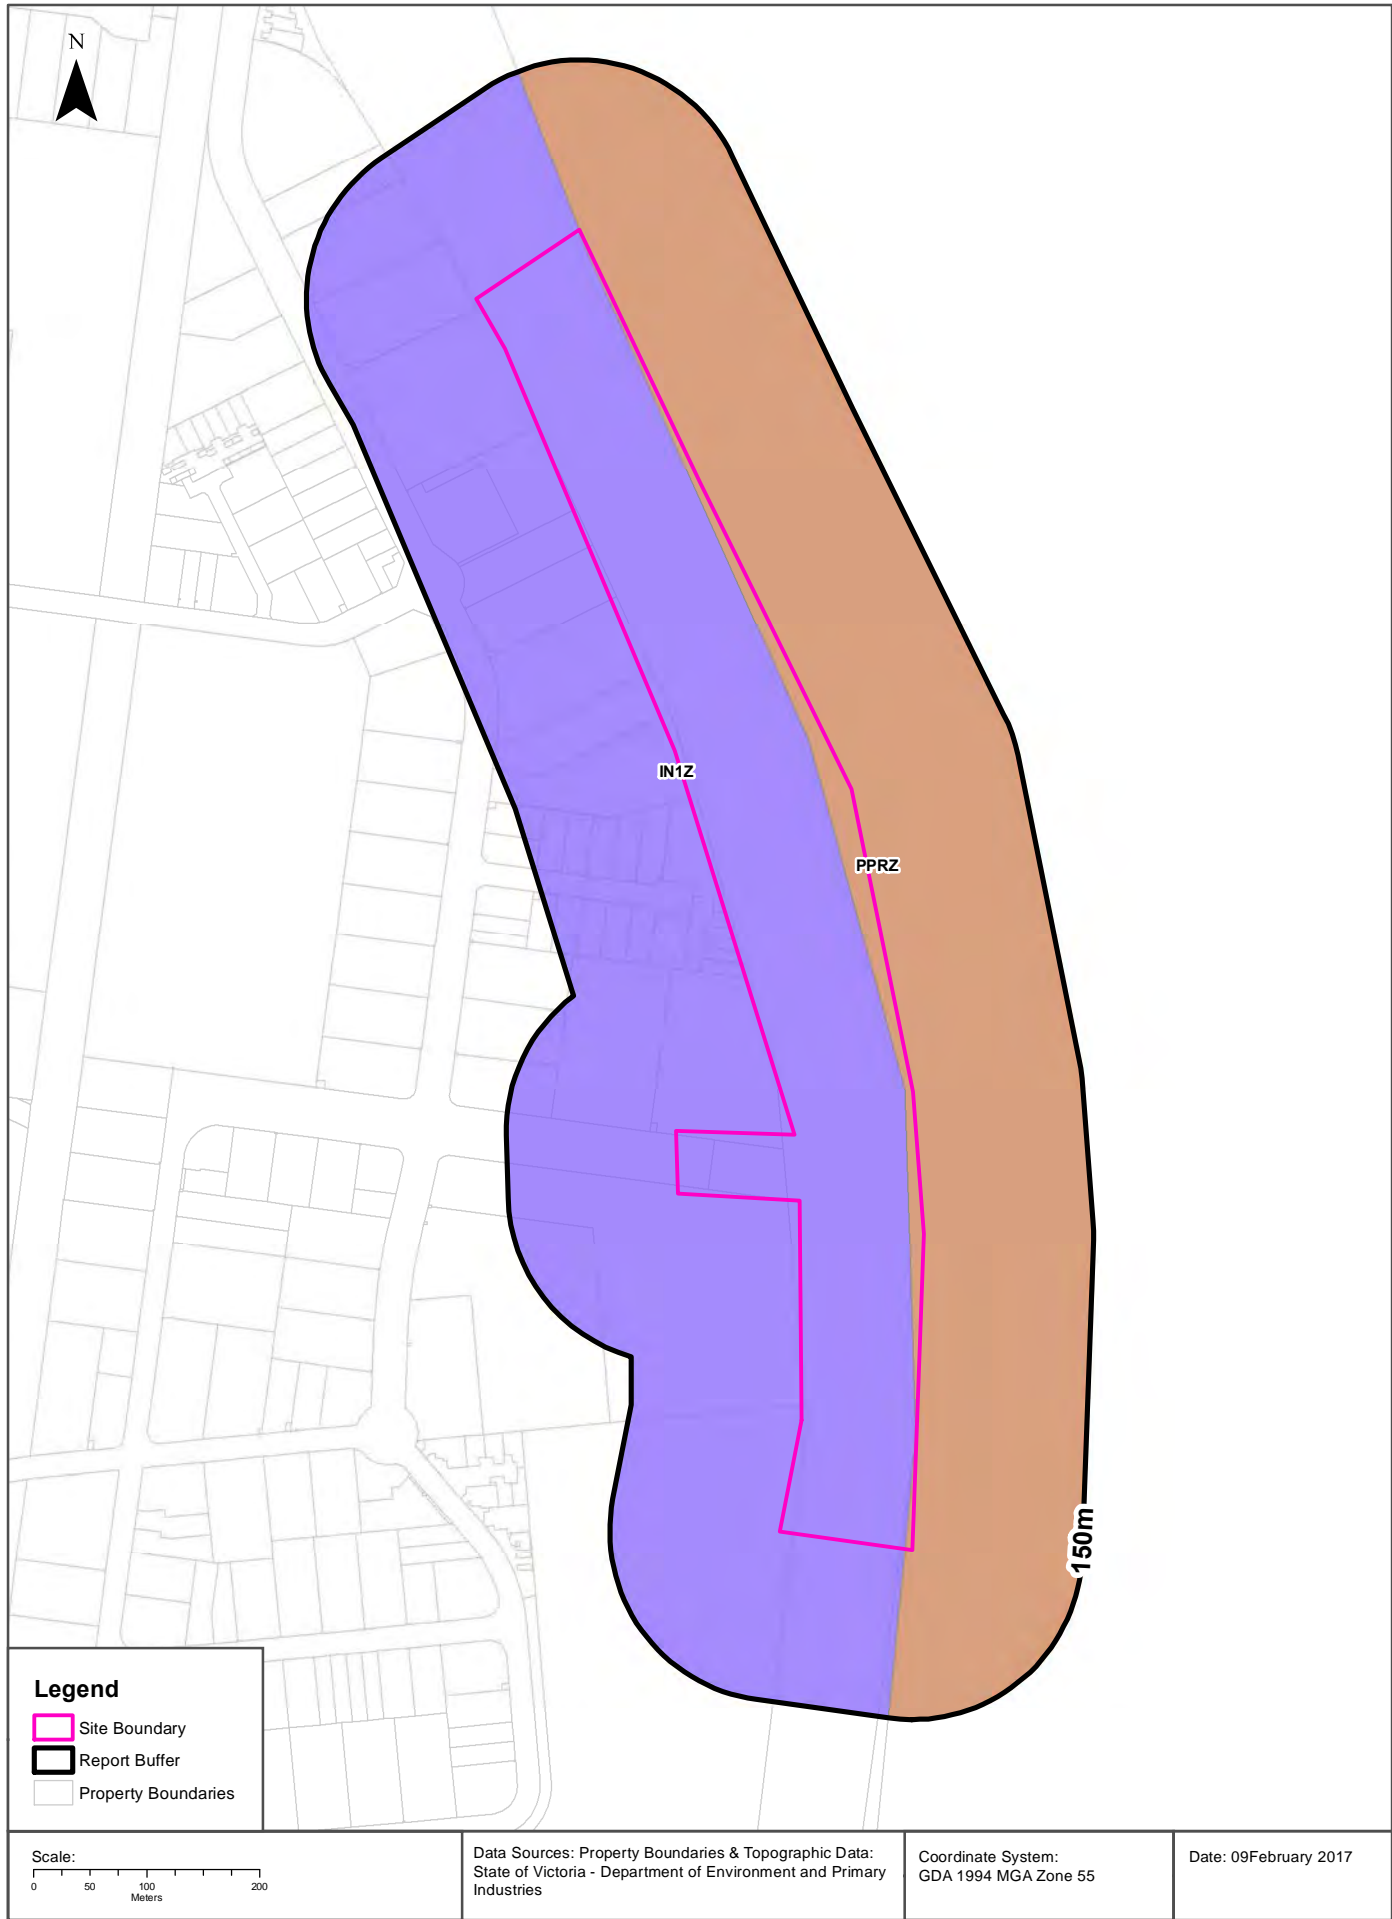 N
IN1Z
PPRZ
150m
Legend
Site Boundary
Report Buffer
Property Boundaries
Scale:
0 50 100 200
Meters
Data Sources: Property Boundaries & Topographic Data:
State of Victoria - Department of Environment and Primary
Industries
Coordinate System:
GDA 1994 MGA Zone 55
Date: 09February 2017